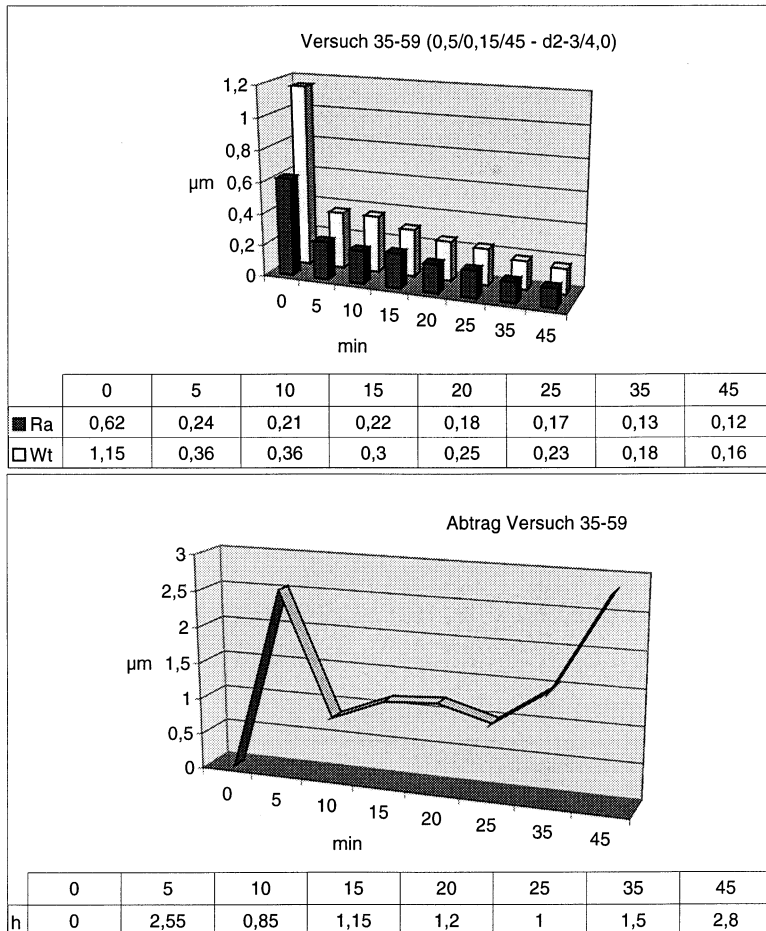 Versuch 35-59 (0,5/0,15/45 - d2-3/4,0)
1,2
1
0,8
µm 0,6
0,4
0,2
0
0 5 10 15 20 25 35 45
min
0 5 10 15 20 25 35 45
Ra 0,62 0,24 0,21 0,22 0,18 0,17 0,13 0,12
Wt 1,15 0,36 0,36 0,3 0,25 0,23 0,18 0,16
Abtrag Versuch 35-59
3
2,5
2
µm 1,5
1
0,5
0
0 5 10 15 20 25 35 45
min
0 5 10 15 20 25 35 45
h 0 2,55 0,85 1,15 1,2 1 1,5 2,8